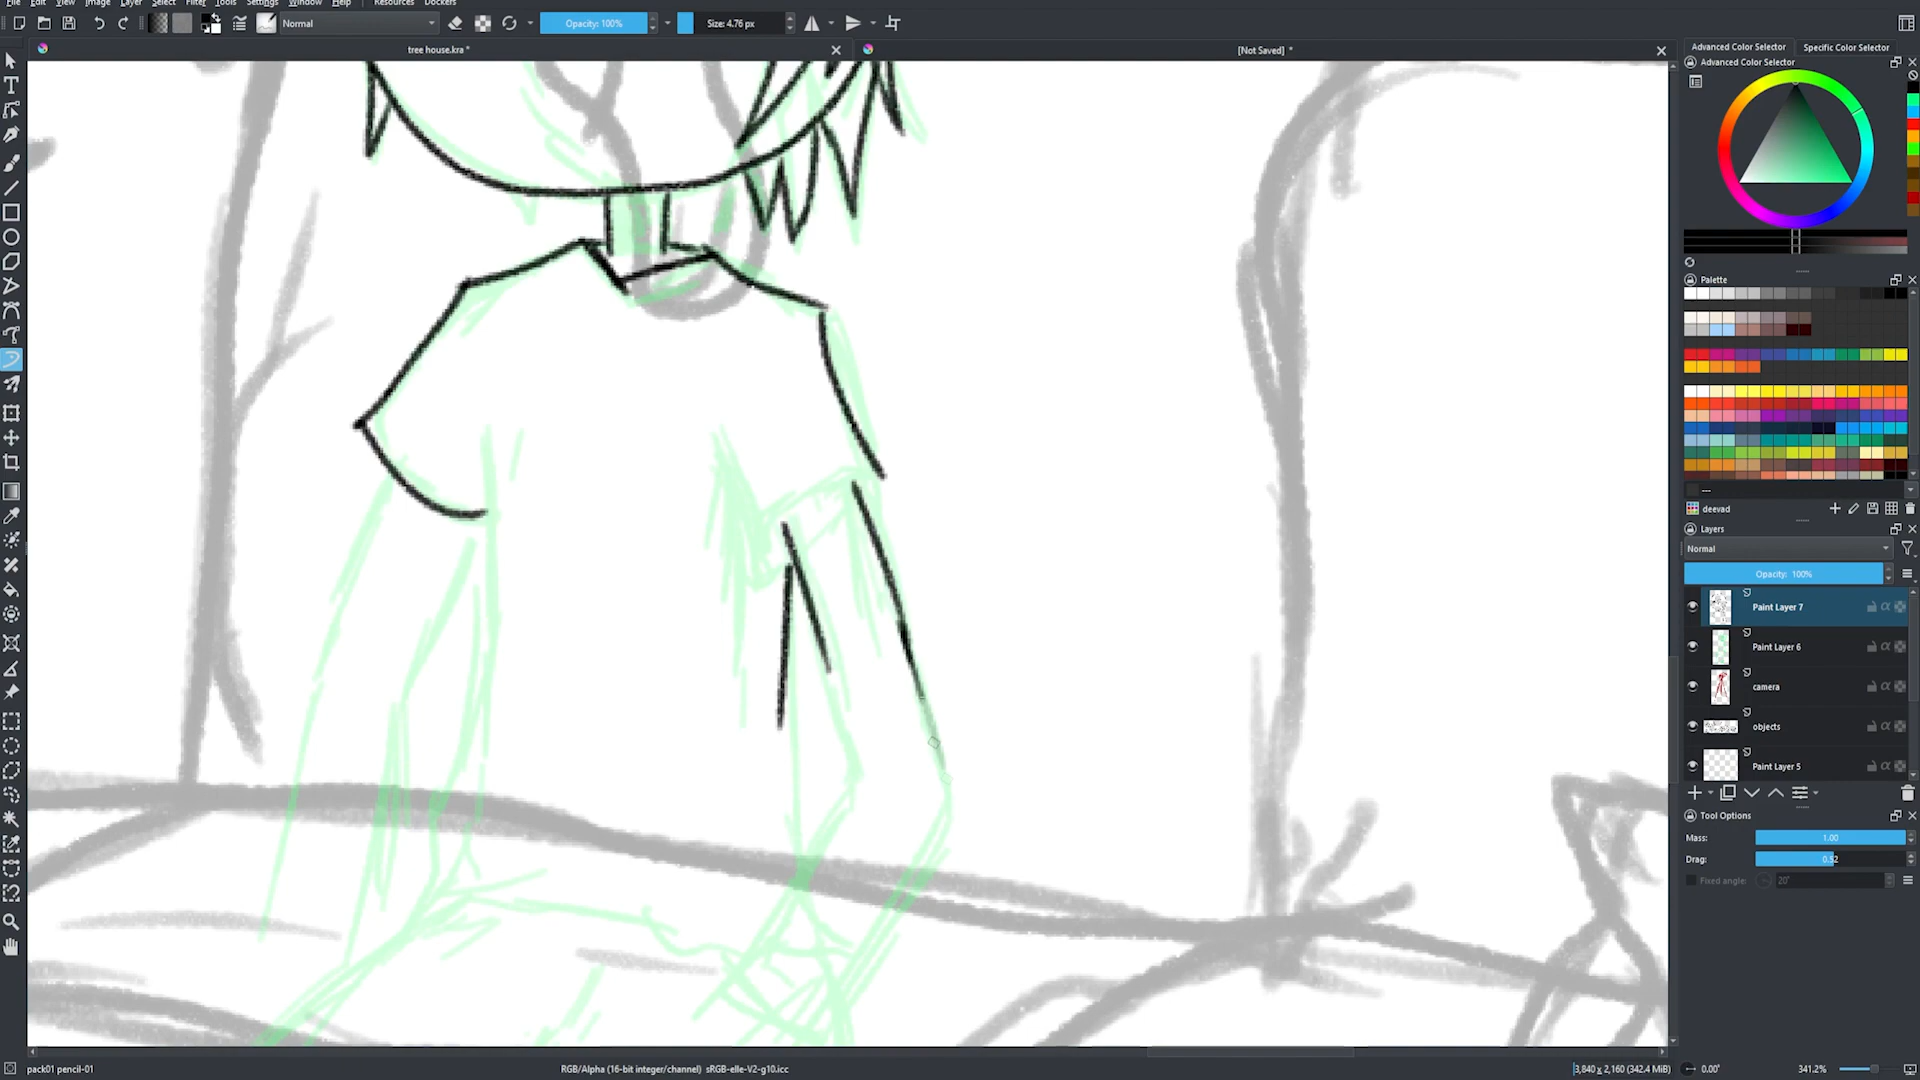 File Edit View Image Layer Select Filter Tools Settings Window Help Resources Dockers
Normal Opacity: 100% Size: 4.76 px
tree house.kra * [Not Saved] *
Advanced Color Selector Specific Color Selector
Advanced Color Selector
Palette
---
deevad
Layers
Normal
Opacity: 100%
Paint Layer 7
Paint Layer 6
camera
objects
Paint Layer 5
Tool Options
Mass: 1.00
Drag: 0.52
Fixed angle: 20°
pack01 pencil-01 RGB/Alpha (16-bit integer/channel) sRGB-elle-V2-g10.icc 3,840 x 2,160 (342.4 MiB) 0.00° 341.2%